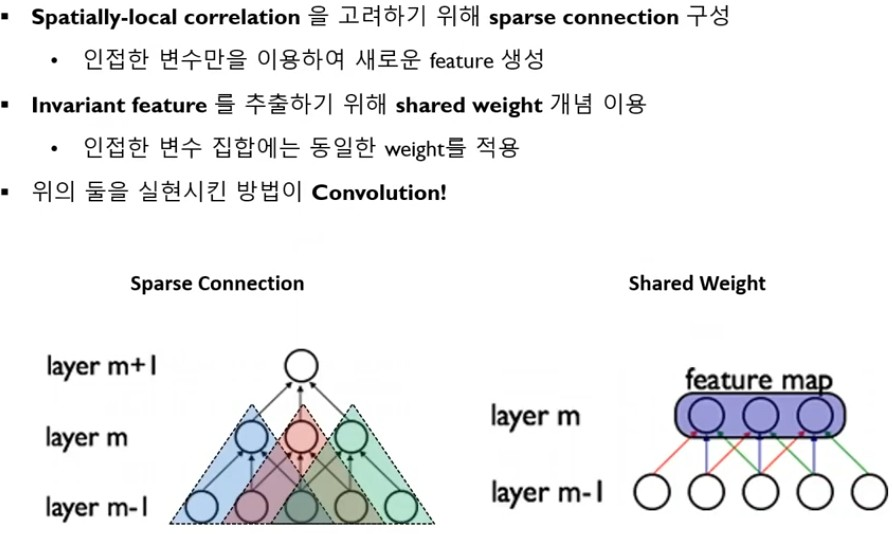 Spatially-local correlation 을 고려하기 위해 sparse connection 구성
인접한 변수만을 이용하여 새로운 feature 생성
Invariant feature 를 추출하기 위해 shared weight 개념 이용
인접한 변수 집합에는 동일한 weight를 적용
위의 둘을 실현시킨 방법이 Convolution!
Sparse Connection
layer m+1
layer m
layer m-1
Shared Weight
feature map
layer m
layer m-1